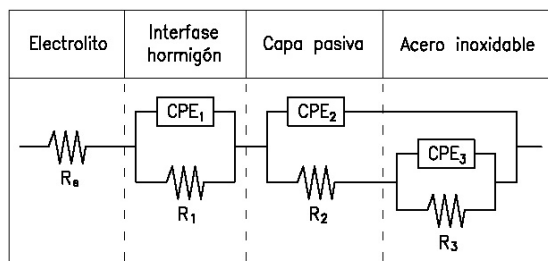 Electrolito
Interfase
hormigón
Capa pasiva
Acero inoxidable
CPE₁
CPE₂
CPE₃
Rₑ
R₁
R₂
R₃